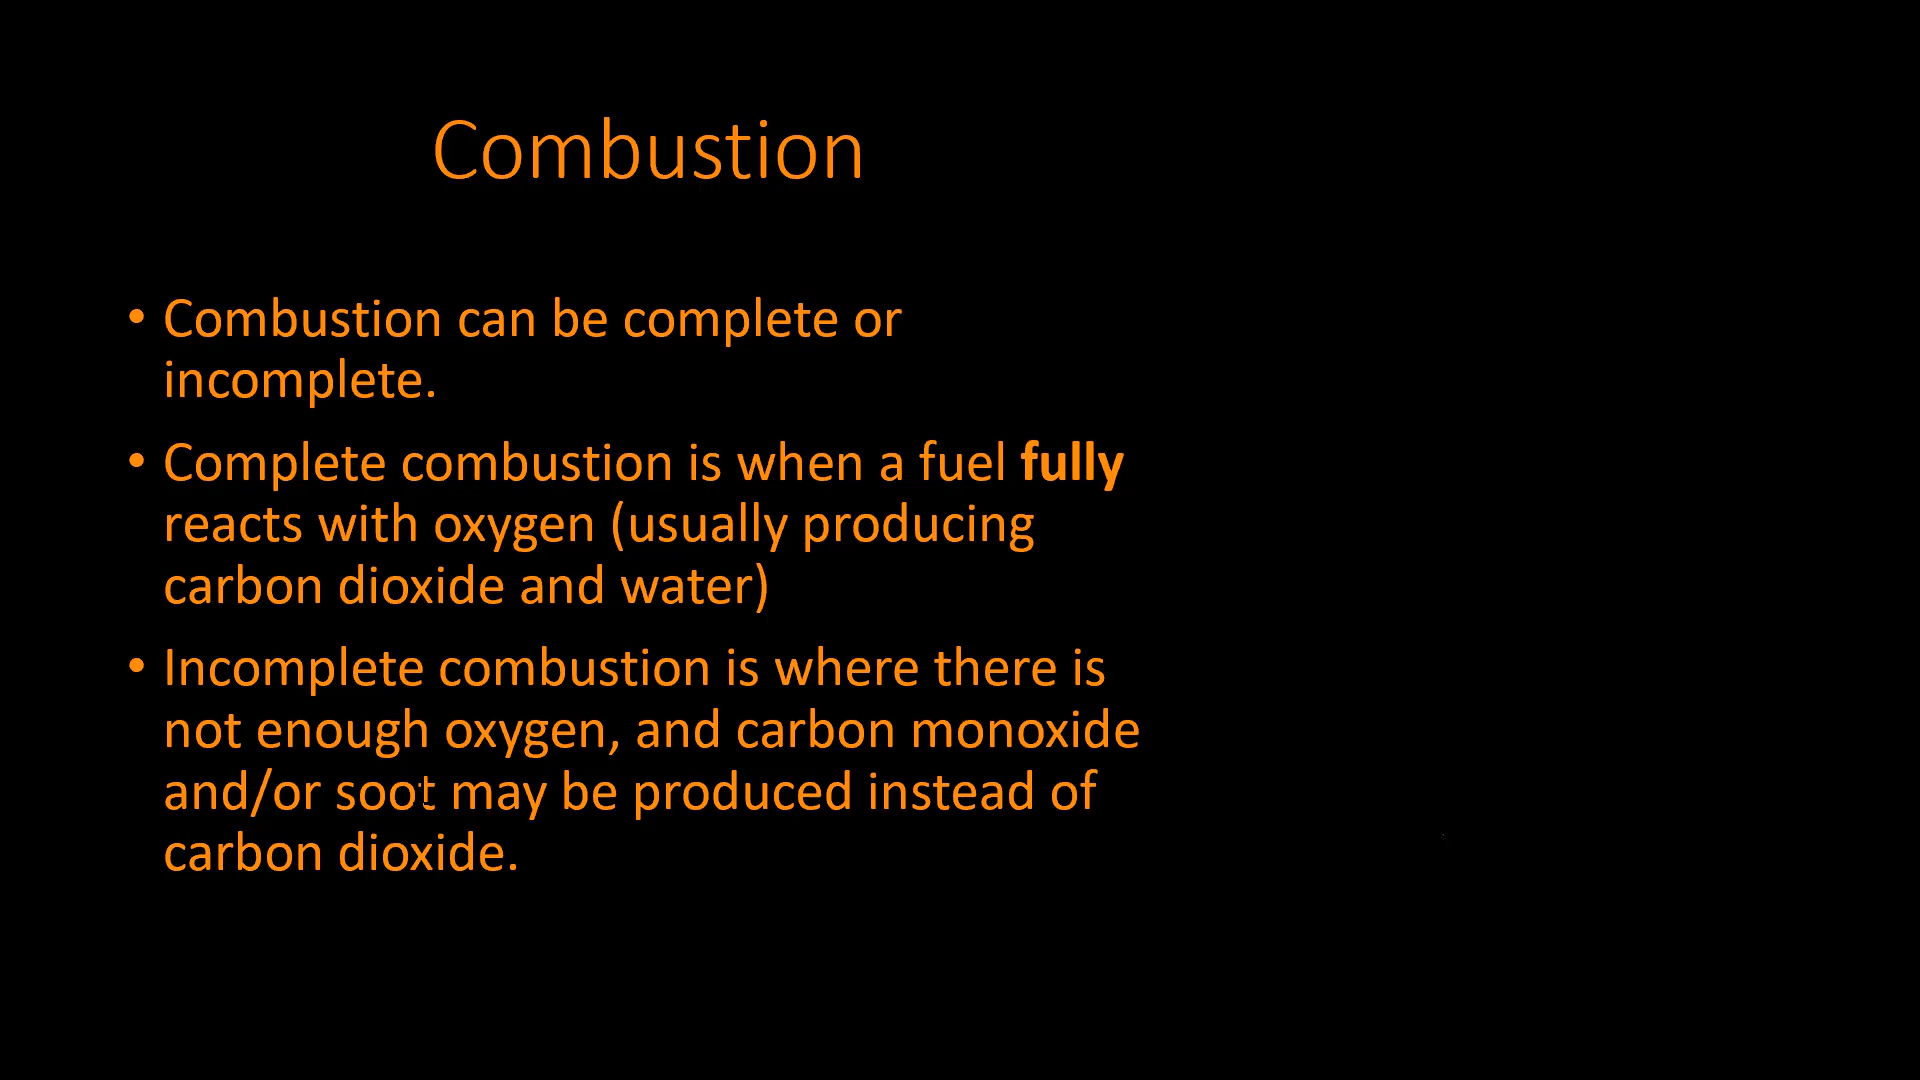 Combustion
• Combustion can be complete or
incomplete.
• Complete combustion is when a fuel fully
reacts with oxygen (usually producing
carbon dioxide and water)
• Incomplete combustion is where there is
not enough oxygen, and carbon monoxide
and/or soot may be produced instead of
carbon dioxide.